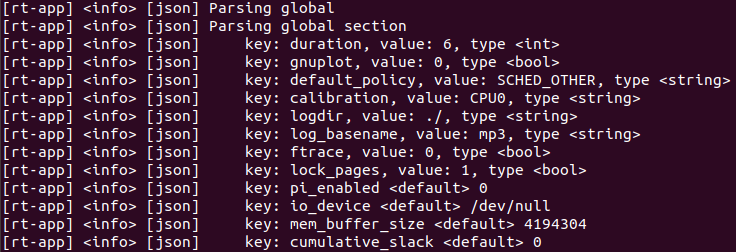 [rt-app] <info> [json] Parsing global
[rt-app] <info> [json] Parsing global section
[rt-app] <info> [json]     key: duration, value: 6, type <int>
[rt-app] <info> [json]     key: gnuplot, value: 0, type <bool>
[rt-app] <info> [json]     key: default_policy, value: SCHED_OTHER, type <string>
[rt-app] <info> [json]     key: calibration, value: CPU0, type <string>
[rt-app] <info> [json]     key: logdir, value: ./, type <string>
[rt-app] <info> [json]     key: log_basename, value: mp3, type <string>
[rt-app] <info> [json]     key: ftrace, value: 0, type <bool>
[rt-app] <info> [json]     key: lock_pages, value: 1, type <bool>
[rt-app] <info> [json]     key: pi_enabled <default> 0
[rt-app] <info> [json]     key: io_device <default> /dev/null
[rt-app] <info> [json]     key: mem_buffer_size <default> 4194304
[rt-app] <info> [json]     key: cumulative_slack <default> 0